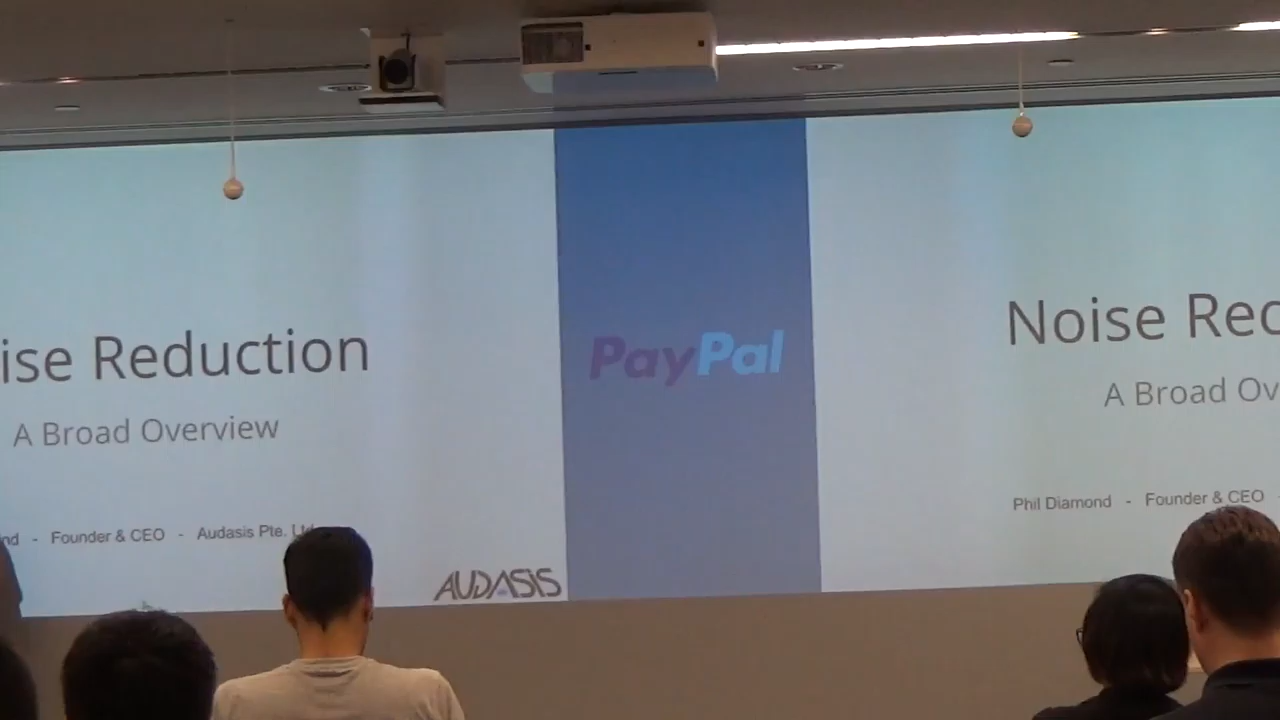 ise Reduction
A Broad Overview
nd - Founder & CEO - Audasis Pte. Ltd
AUDASIS
PayPal
Noise Red
A Broad Ov
Phil Diamond - Founder & CEO -